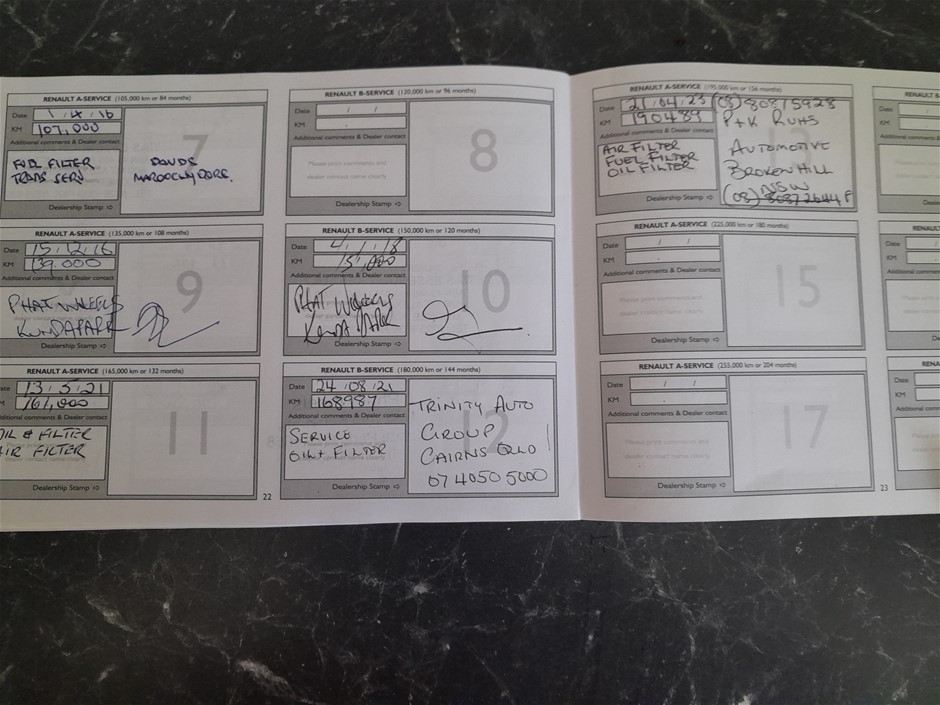 RENAULT A-SERVICE (105,000 km or 84 months)
Date 1 . 4 . 16
KM 107,000
Additional comments & Dealer contact
FUEL FILTER
TRANS SERV
7
MAROOCHYDORE.
Dealership Stamp ⇨
RENAULT B-SERVICE (120,000 km or 96 months)
Date / /
KM .
Additional comments & Dealer contact
Please print comments and
dealer contact name clearly
8
Dealership Stamp ⇨
RENAULT A-SERVICE (135,000 km or 108 months)
Date 15.12.16
KM 139,000
Additional comments & Dealer contact
PHAT WHEELS
KUNDAPARK
9
Dealership Stamp ⇨
RENAULT B-SERVICE (150,000 km or 120)
Date 4/1/18
KM
Additional comments & Dealer contact
PHAT WHEELS
KUNDA PARK
10
Dealership Stamp ⇨
RENAULT A-SERVICE (165,000 km or 132 months)
Date 13.5.21
KM 161,000
Additional comments & Dealer contact
OIL & FILTER
AIR FILTER
11
Dealership Stamp ⇨
RENAULT B-SERVICE (180,000 km or 144 months)
Date 24.08.21
KM 168987
Additional comments & Dealer contact
SERVICE
OIL+ FILTER
12
TRINITY AUTO
GROUP
CAIRNS QLD
07 4050 5000
Dealership Stamp ⇨
22
RENAULT A-SERVICE (195,000 km or 156 months)
Date 21.04.23
KM 190489
Additional comments & Dealer contact
AIR FILTER
FUEL FILTER
OIL FILTER
13
(08) 80875928
P+K RUHS
AUTOMOTIVE
BROKEN HILL
NSW
(08) 80872644 F
Dealership Stamp ⇨
RENAULT A-SERVICE (225,000 km or 180 months)
Date / /
KM .
Additional comments & Dealer contact
Please print comments and
dealer contact name clearly
15
Dealership Stamp ⇨
RENAULT A-SERVICE (255,000 km or 204 months)
Date / /
KM .
Additional comments & Dealer contact
Please print comments and
dealer contact name clearly
17
Dealership Stamp ⇨
23